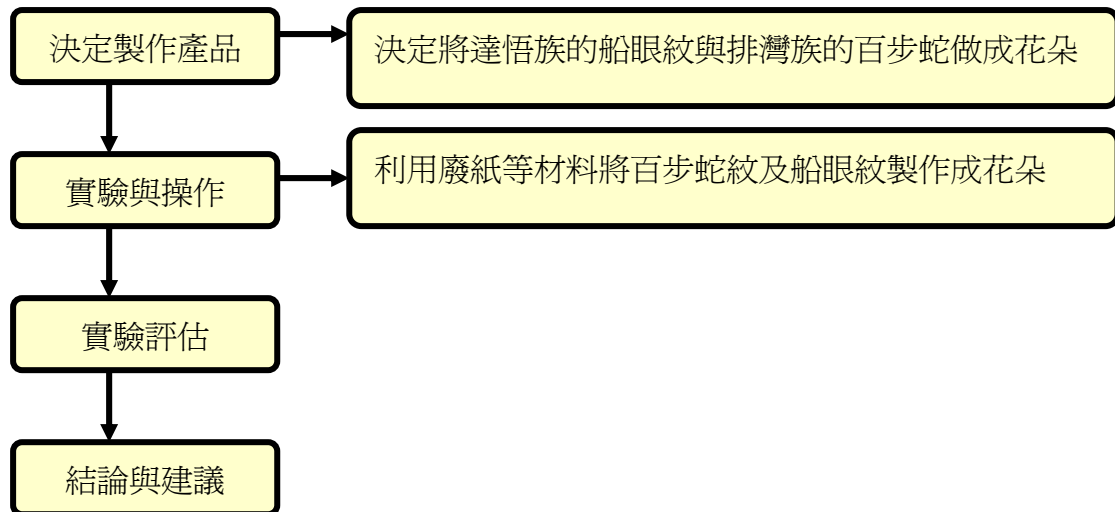 決定製作產品
決定將達悟族的船眼紋與排灣族的百步蛇做成花朵
實驗與操作
利用廢紙等材料將百步蛇紋及船眼紋製作成花朵
實驗評估
結論與建議